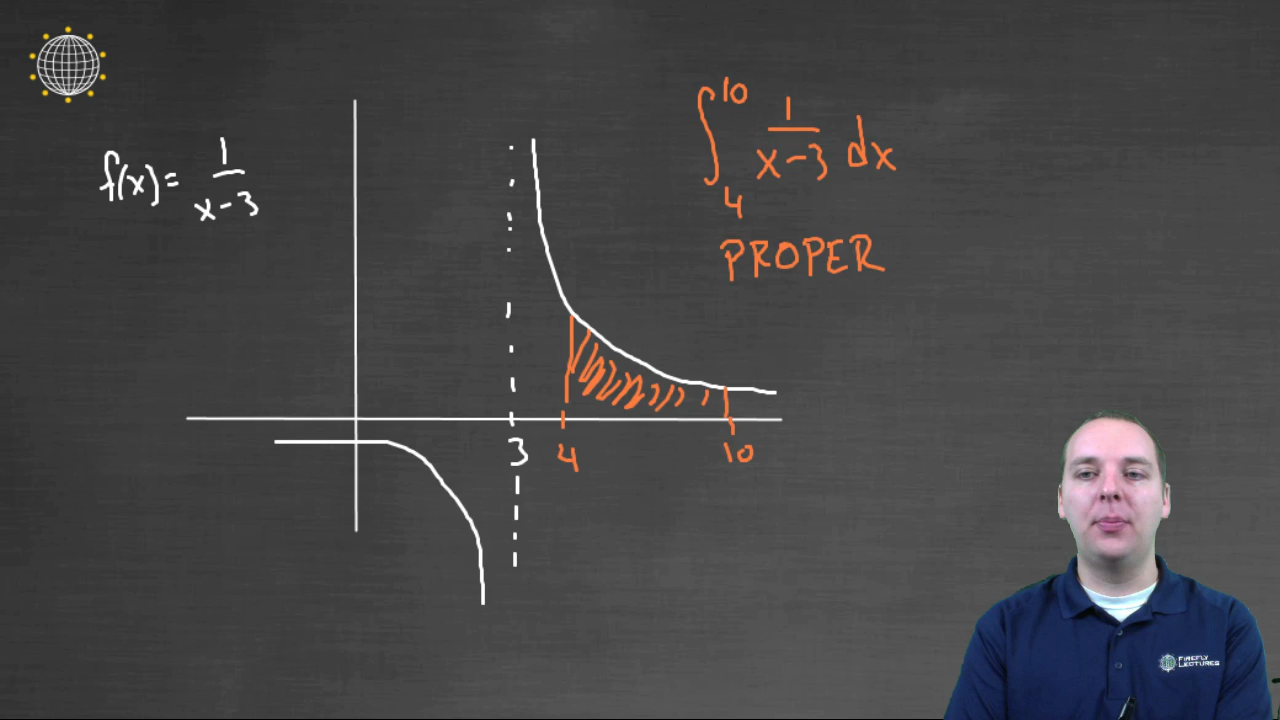 f(x) = 1/(x-3)
∫₄¹⁰ 1/(x-3) dx
PROPER
3
4
10
FIREFLY
LECTURES